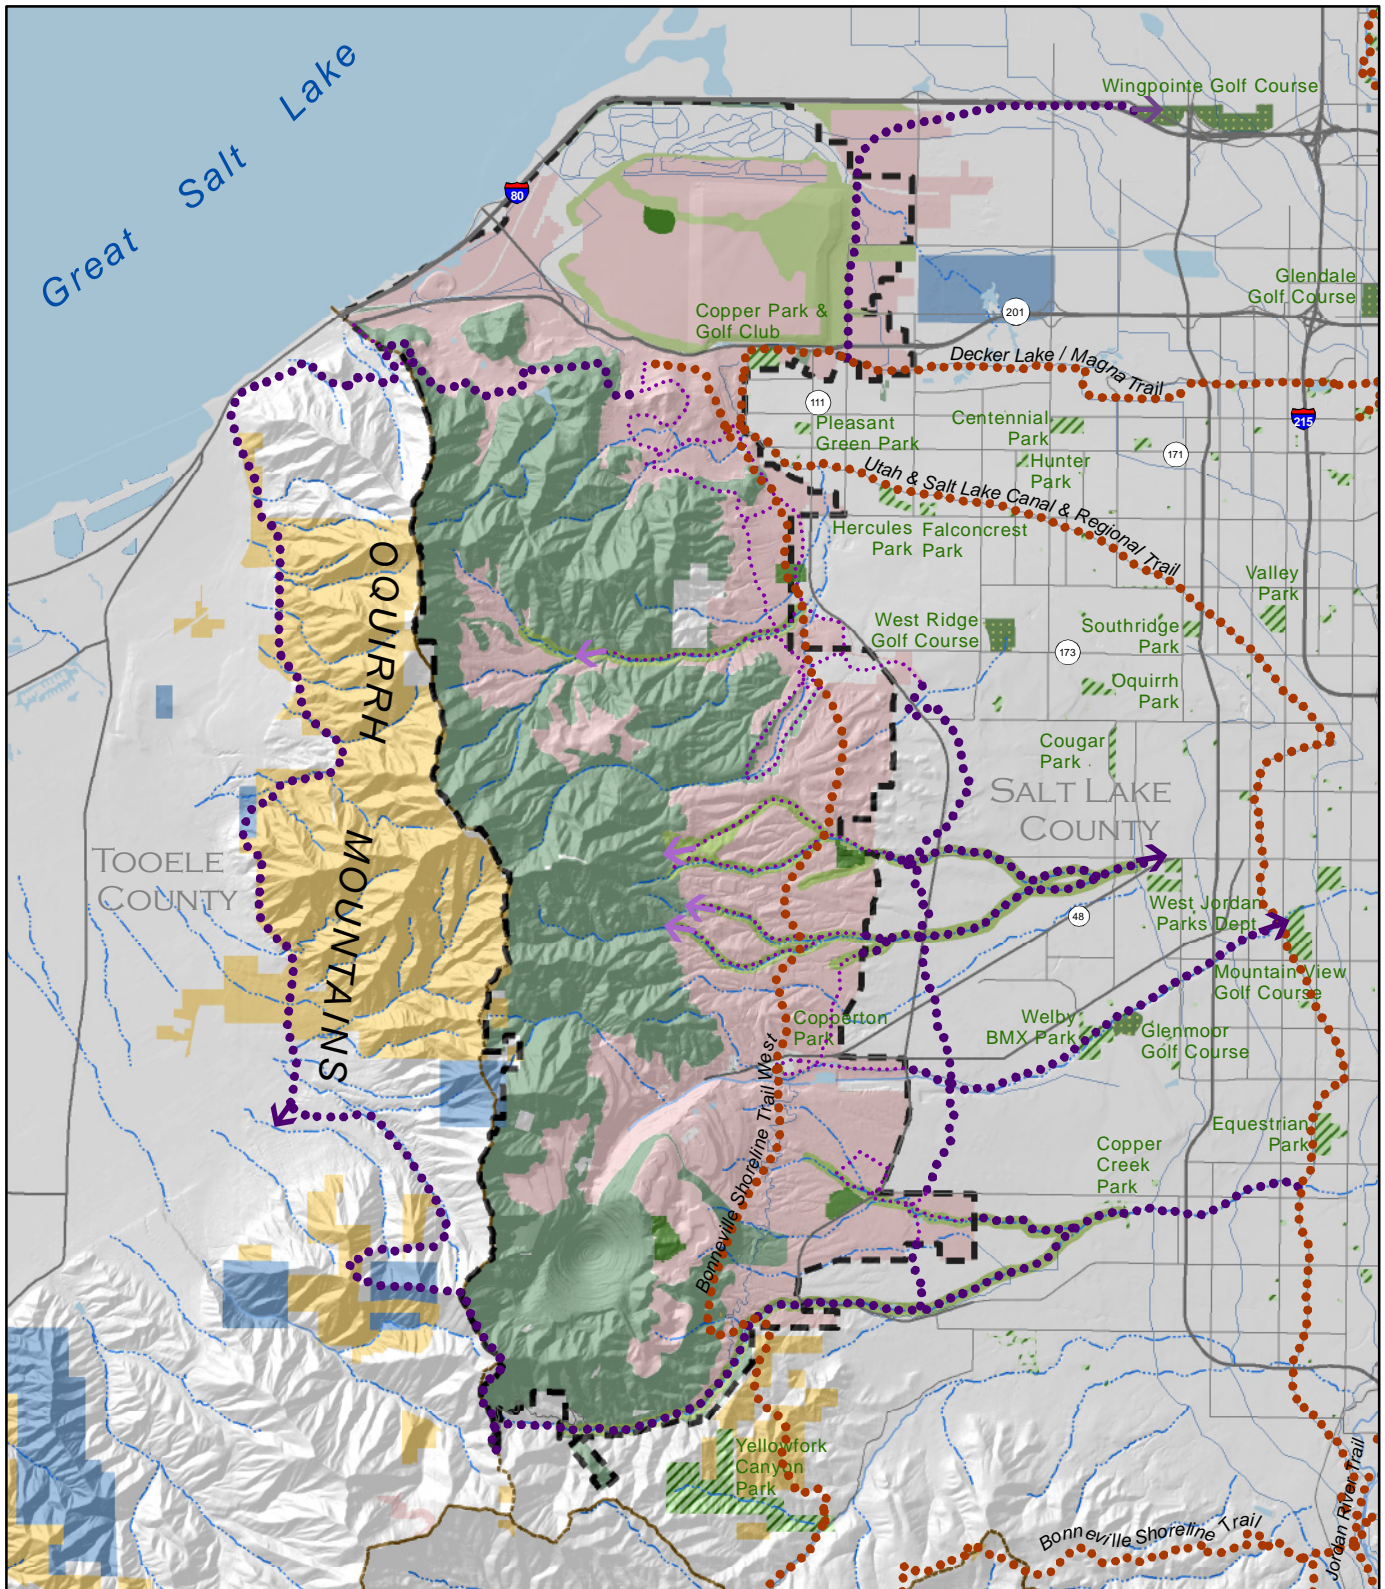 Great Salt Lake
80
Wingpointe Golf Course
Glendale
Golf Course
Copper Park &
Golf Club
201
Decker Lake / Magna Trail
111
Pleasant
Green Park
Centennial
Park
215
171
Hunter
Park
Utah & Salt Lake Canal & Regional Trail
Hercules
Park
Falconcrest
Park
Valley
Park
West Ridge
Golf Course
Southridge
Park
173
Oquirrh
Park
Cougar
Park
OQUIRRH
MOUNTAINS
SALT LAKE
COUNTY
TOOELE
COUNTY
48
West Jordan
Parks Dept
Mountain View
Golf Course
Copperton
Park
Welby
BMX Park
Glenmoor
Golf Course
Bonneville Shoreline Trail West
Equestrian
Park
Copper
Creek
Park
Yellowfork
Canyon
Park
Jordan River Trail
Bonneville Shoreline Trail